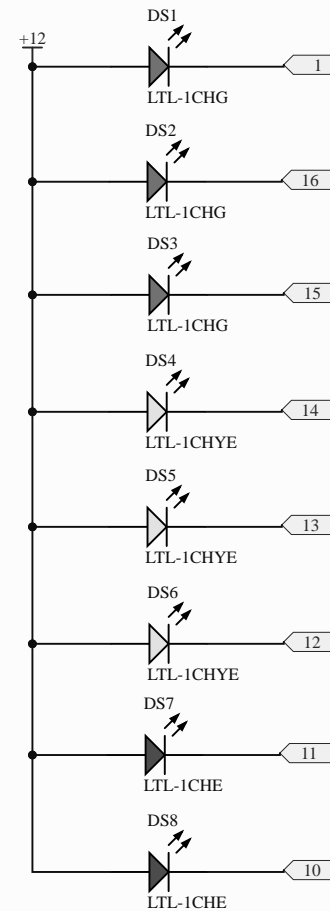 DS1
+12
1
LTL-1CHG
DS2
16
LTL-1CHG
DS3
15
LTL-1CHG
DS4
14
LTL-1CHYE
DS5
13
LTL-1CHYE
DS6
12
LTL-1CHYE
DS7
11
LTL-1CHE
DS8
10
LTL-1CHE